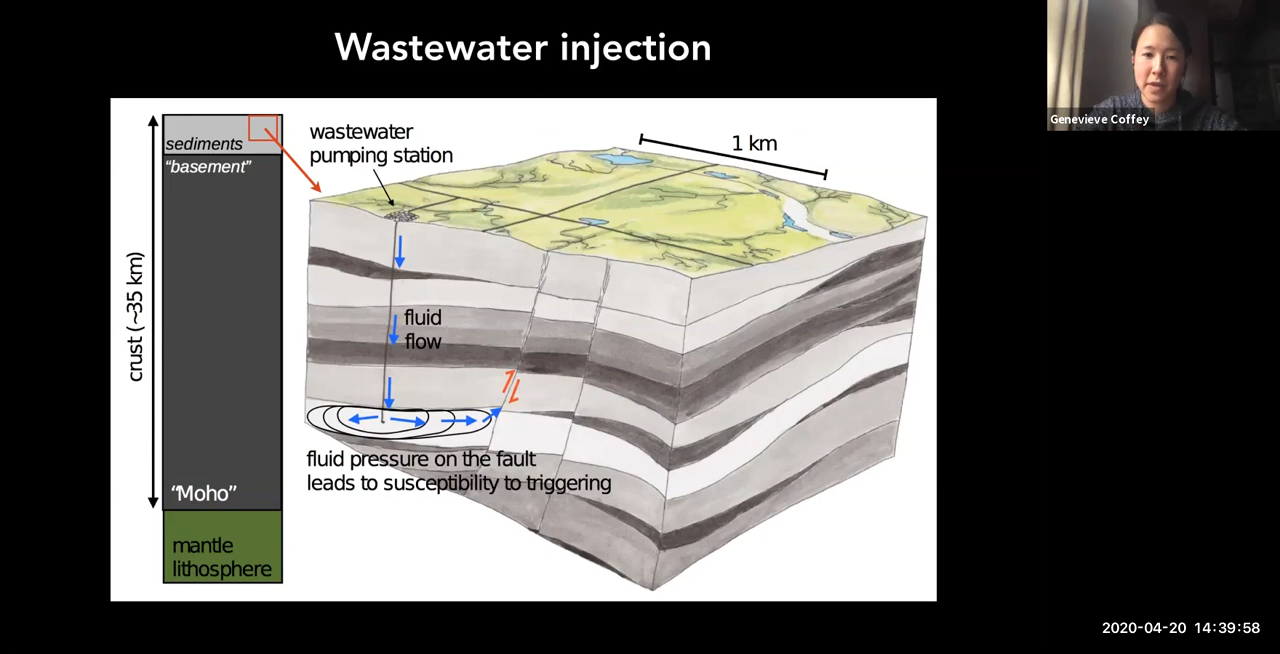 Wastewater injection
Genevieve Coffey
sediments
“basement”
crust (~35 km)
“Moho”
mantle
lithosphere
wastewater
pumping station
1 km
fluid
flow
fluid pressure on the fault
leads to susceptibility to triggering
2020-04-20 14:39:58